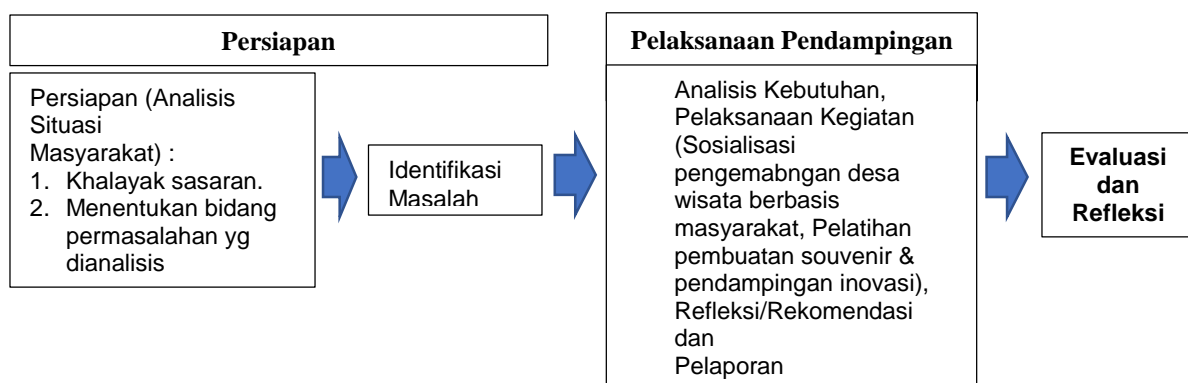 Persiapan
Persiapan (Analisis
Situasi
Masyarakat) :
1. Khalayak sasaran.
2. Menentukan bidang
permasalahan yg
dianalisis
Identifikasi
Masalah
Pelaksanaan Pendampingan
Analisis Kebutuhan,
Pelaksanaan Kegiatan
(Sosialisasi
pengemabngan desa
wisata berbasis
masyarakat, Pelatihan
pembuatan souvenir &
pendampingan inovasi),
Refleksi/Rekomendasi
dan
Pelaporan
Evaluasi
dan
Refleksi